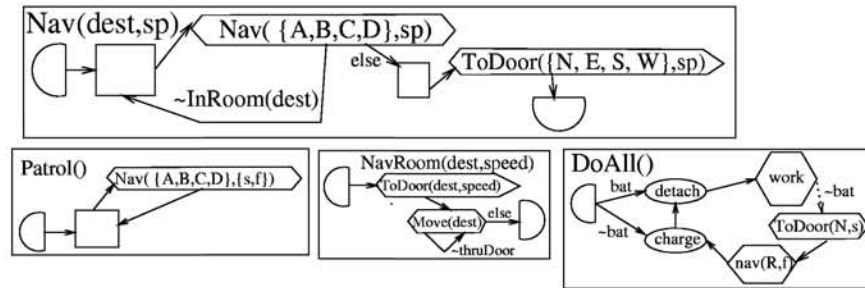 Nav(dest,sp)
Nav( {A,B,C,D},sp)
else
ToDoor({N, E, S, W},sp)
~InRoom(dest)
Patrol()
Nav( {A,B,C,D},{s,f})
NavRoom(dest,speed)
ToDoor(dest,speed)
Move(dest)
else
~thruDoor
DoAll()
bat
detach
work
~bat
~bat
charge
ToDoor(N,s)
nav(R,f)